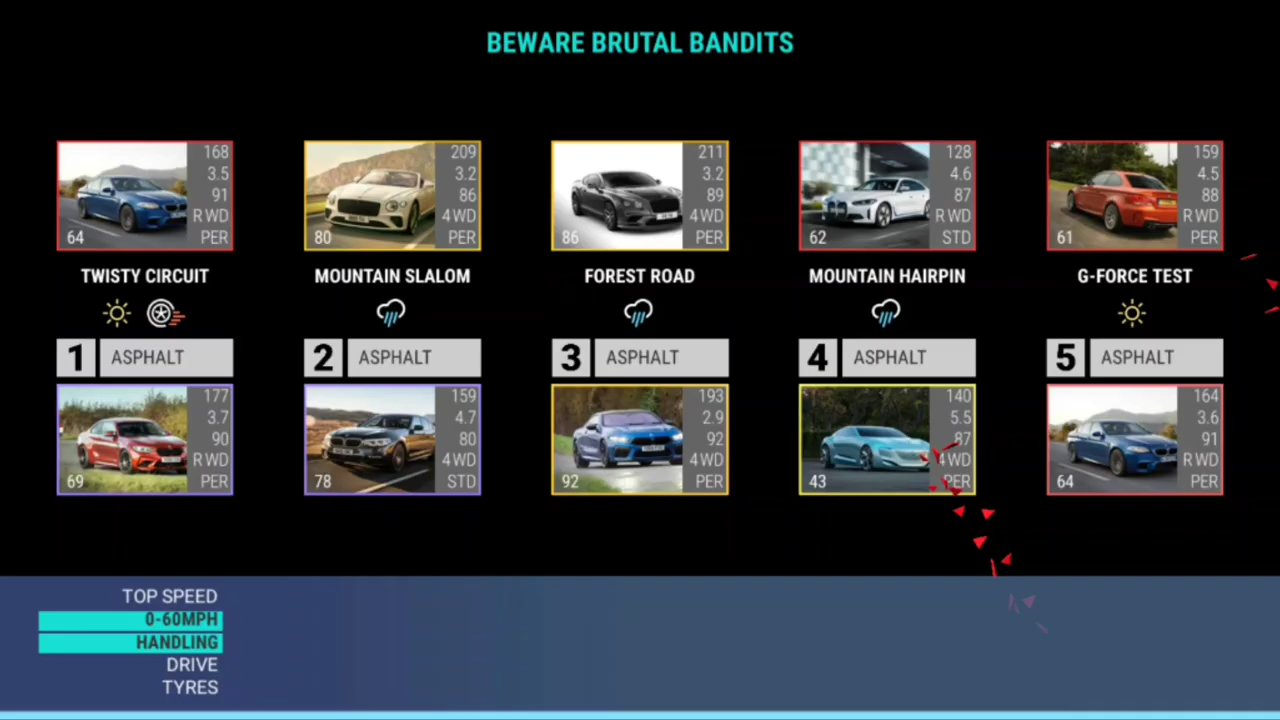 BEWARE BRUTAL BANDITS
168
3.5
91
RWD
64
PER
209
3.2
86
4WD
80
PER
211
3.2
89
4WD
86
PER
128
4.6
87
RWD
62
STD
159
4.5
88
RWD
61
PER
TWISTY CIRCUIT
MOUNTAIN SLALOM
FOREST ROAD
MOUNTAIN HAIRPIN
G-FORCE TEST
1 ASPHALT
2 ASPHALT
3 ASPHALT
4 ASPHALT
5 ASPHALT
177
3.7
90
RWD
69
PER
159
4.7
80
4WD
78
STD
193
2.9
92
4WD
92
PER
140
5.5
87
4WD
43
PER
164
3.6
91
RWD
64
PER
TOP SPEED
0-60MPH
HANDLING
DRIVE
TYRES